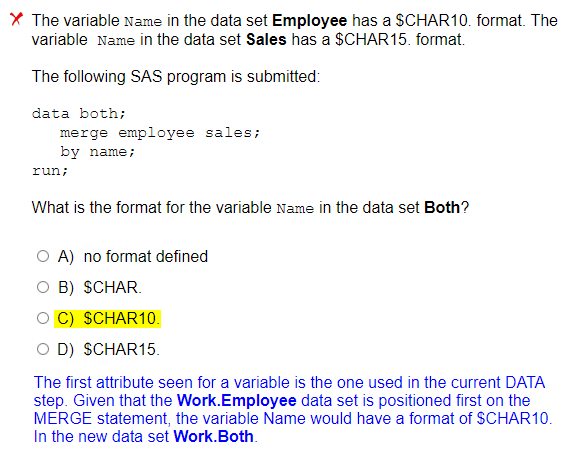 The variable Name in the data set Employee has a $CHAR10. format. The
variable Name in the data set Sales has a $CHAR15. format.
The following SAS program is submitted:
data both;
merge employee sales;
by name;
run;
What is the format for the variable Name in the data set Both?
A) no format defined
B) $CHAR.
C) $CHAR10.
D) $CHAR15.
The first attribute seen for a variable is the one used in the current DATA
step. Given that the Work.Employee data set is positioned first on the
MERGE statement, the variable Name would have a format of $CHAR10.
In the new data set Work.Both.